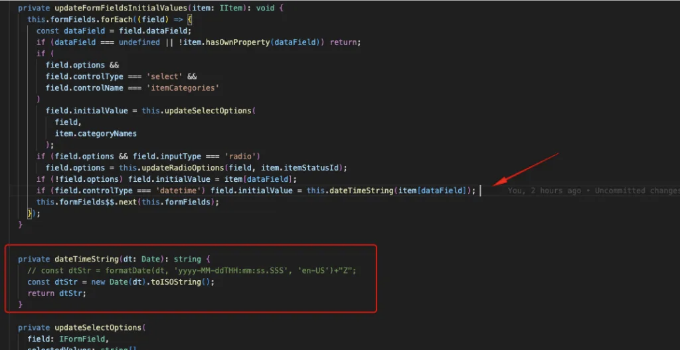 private updateFormFieldsInitialValues(item: IItem): void {
this.formFields.forEach((field) => {
const dataField = field.dataField;
if (dataField === undefined || !item.hasOwnProperty(dataField)) return;
if (
field.options &&
field.controlType === 'select' &&
field.controlName === 'itemCategories'
)
field.initialValue = this.updateSelectOptions(
field,
item.categoryNames
);
if (field.options && field.inputType === 'radio')
field.options = this.updateRadioOptions(field, item.itemStatusId);
if (!field.options) field.initialValue = item[dataField];
if (field.controlType === 'datetime') field.initialValue = this.dateTimeString(item[dataField]); You, 2 hours ago • Uncommitted changes
this.formFields$$.next(this.formFields);
});
}
private dateTimeString(dt: Date): string {
// const dtStr = formatDate(dt, 'yyyy-MM-ddTHH:mm:ss.SSS', 'en-US')+"Z";
const dtStr = new Date(dt).toISOString();
return dtStr;
}
private updateSelectOptions(
field: IFormField,
selectedValues: string[]